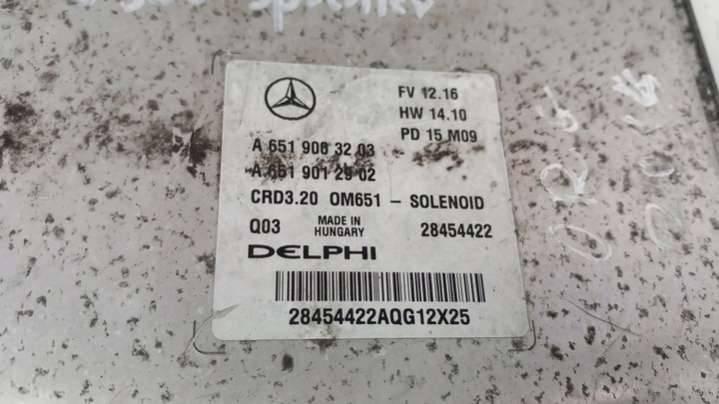 FV 12.16
HW 14.10
PD 15 M09
A 651 900 32 03
A 651 901 29 02
CRD3.20 OM651 - SOLENOID
Q03 MADE IN HUNGARY 28454422
DELPHI
28454422AQG12X25